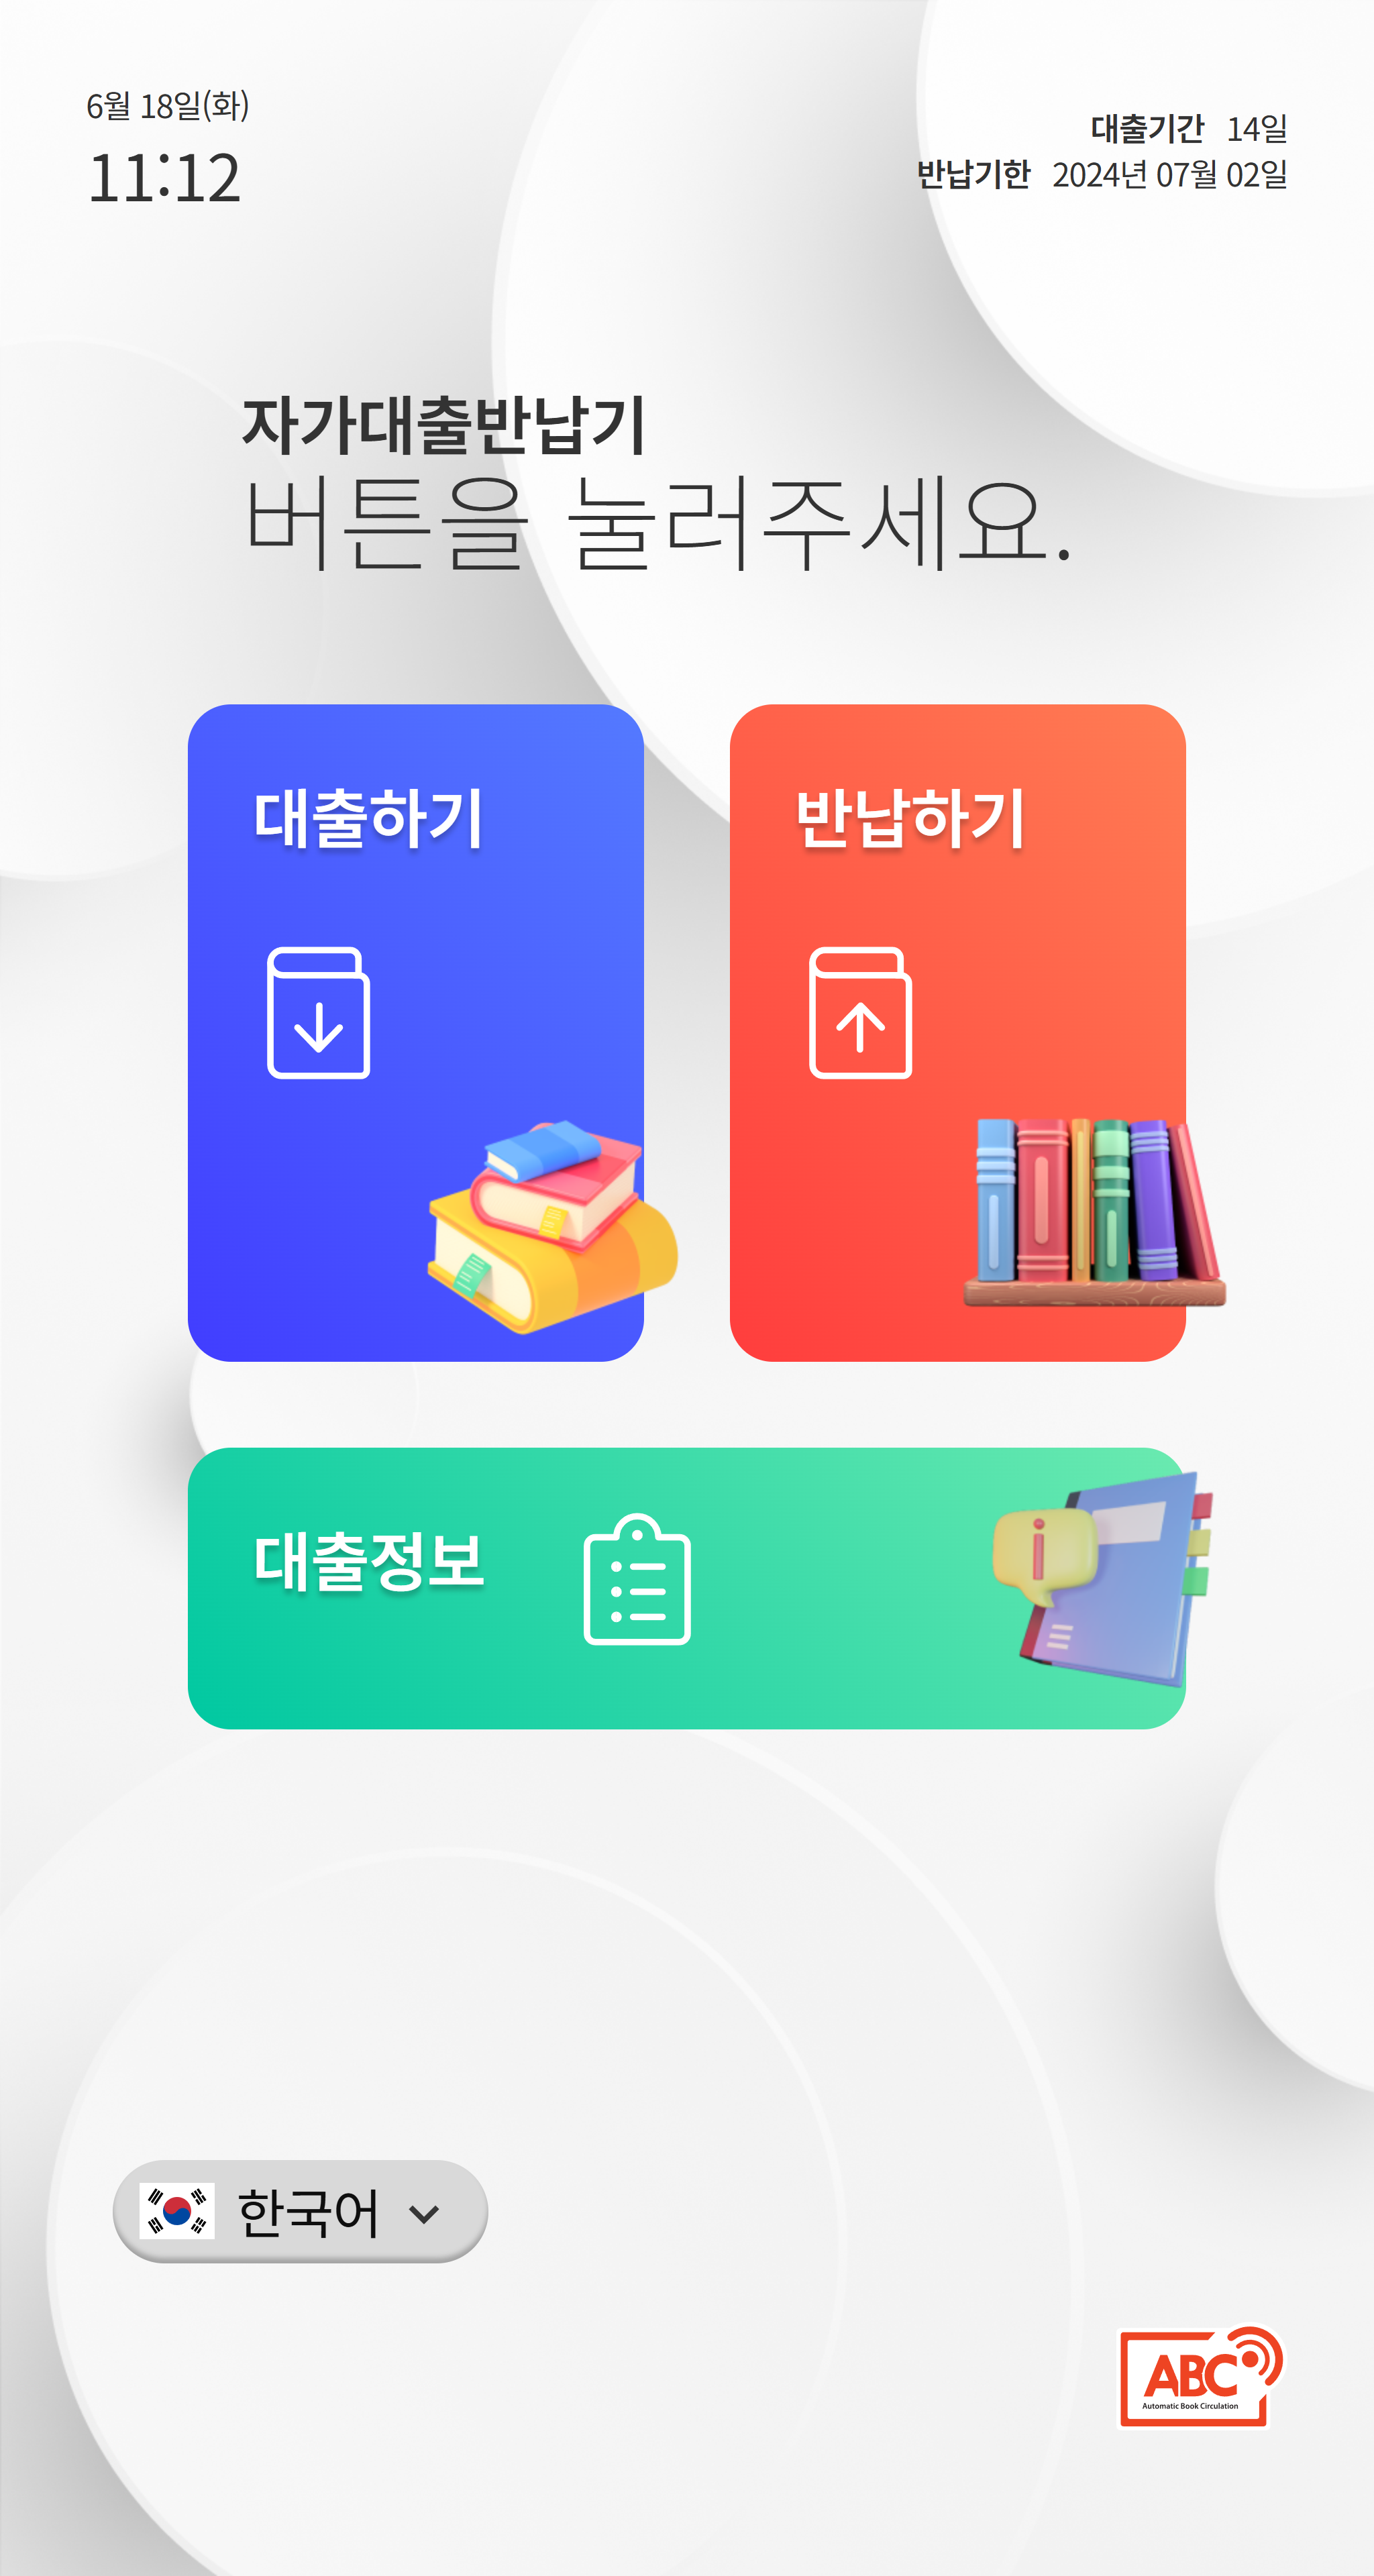 6월 18일(화)
11:12
대출기간 14일
반납기한 2024년 07월 02일
자가대출반납기
버튼을 눌러주세요.
대출하기
반납하기
대출정보
한국어
ABC
Automatic Book Circulation